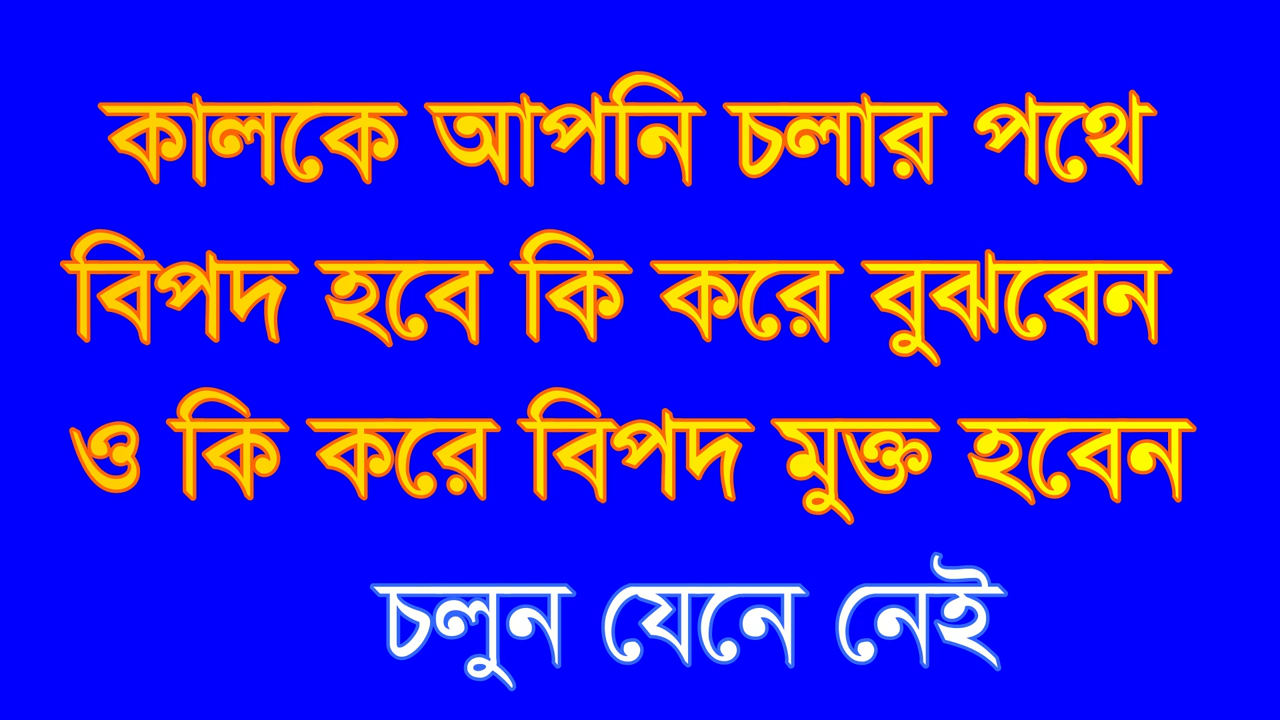 কালকে আপনি চলার পথে
বিপদ হবে কি করে বুঝবেন
ও কি করে বিপদ মুক্ত হবেন
চলুন যেনে নেই